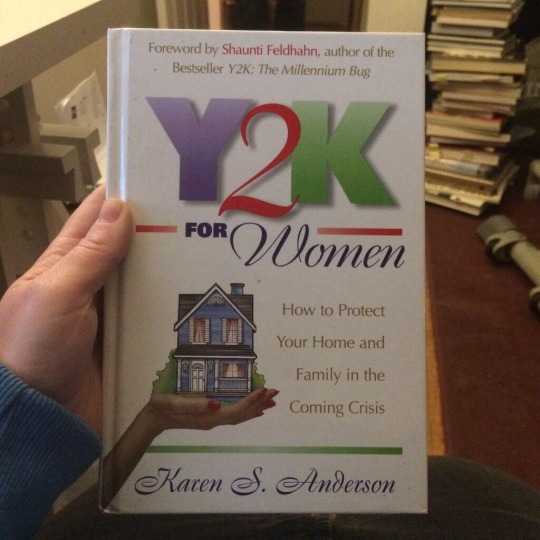 Foreword by Shaunti Feldhahn, author of the
Bestseller Y2K: The Millennium Bug
Y2K
FOR Women
How to Protect
Your Home and
Family in the
Coming Crisis
Karen S. Anderson